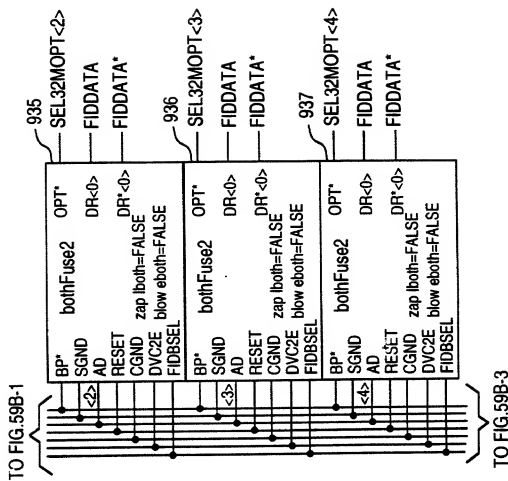 TO FIG.59B-1
935
BP*
SGND
<2>
AD
RESET
CGND
DVC2E
FIDBSEL
bothFuse2
zap lboth=FALSE
blow eboth=FALSE
OPT*
DR<0>
DR*<0>
SEL32MOPT<2>
FIDDATA
FIDDATA*
936
BP*
SGND
<3>
AD
RESET
CGND
DVC2E
FIDBSEL
bothFuse2
zap lboth=FALSE
blow eboth=FALSE
OPT*
DR<0>
DR*<0>
SEL32MOPT<3>
FIDDATA
FIDDATA*
937
BP*
SGND
<4>
AD
RESET
CGND
DVC2E
FIDBSEL
bothFuse2
zap lboth=FALSE
blow eboth=FALSE
OPT*
DR<0>
DR*<0>
SEL32MOPT<4>
FIDDATA
FIDDATA*
TO FIG.59B-3